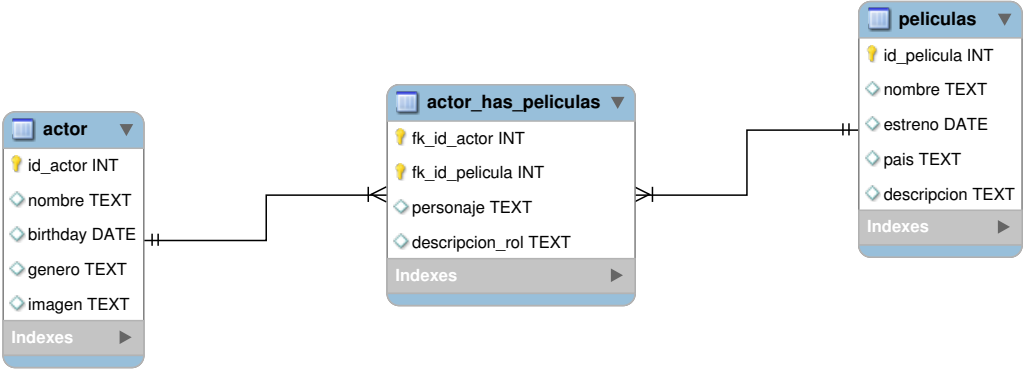 actor
id_actor INT
nombre TEXT
birthday DATE
genero TEXT
imagen TEXT
Indexes
actor_has_peliculas
fk_id_actor INT
fk_id_pelicula INT
personaje TEXT
descripcion_rol TEXT
Indexes
peliculas
id_pelicula INT
nombre TEXT
estreno DATE
pais TEXT
descripcion TEXT
Indexes